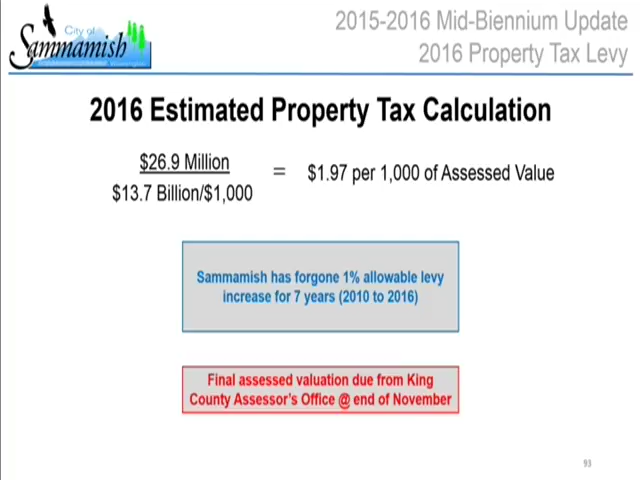 City of
Sammamish
2015-2016 Mid-Biennium Update
2016 Property Tax Levy
2016 Estimated Property Tax Calculation
$26.9 Million
$13.7 Billion/$1,000
= $1.97 per 1,000 of Assessed Value
Sammamish has forgone 1% allowable levy
increase for 7 years (2010 to 2016)
Final assessed valuation due from King
County Assessor's Office @ end of November
93